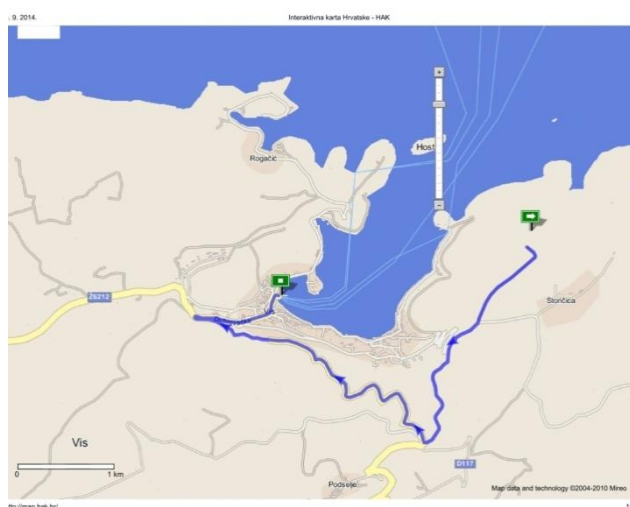 . 9. 2014.
Interaktivna karta Hrvatske - HAK
Rogačić
Host
Stončica
Ž6212
Vis
0
1 km
D117
Podselje
Map data and technology ©2004-2010 Mireo